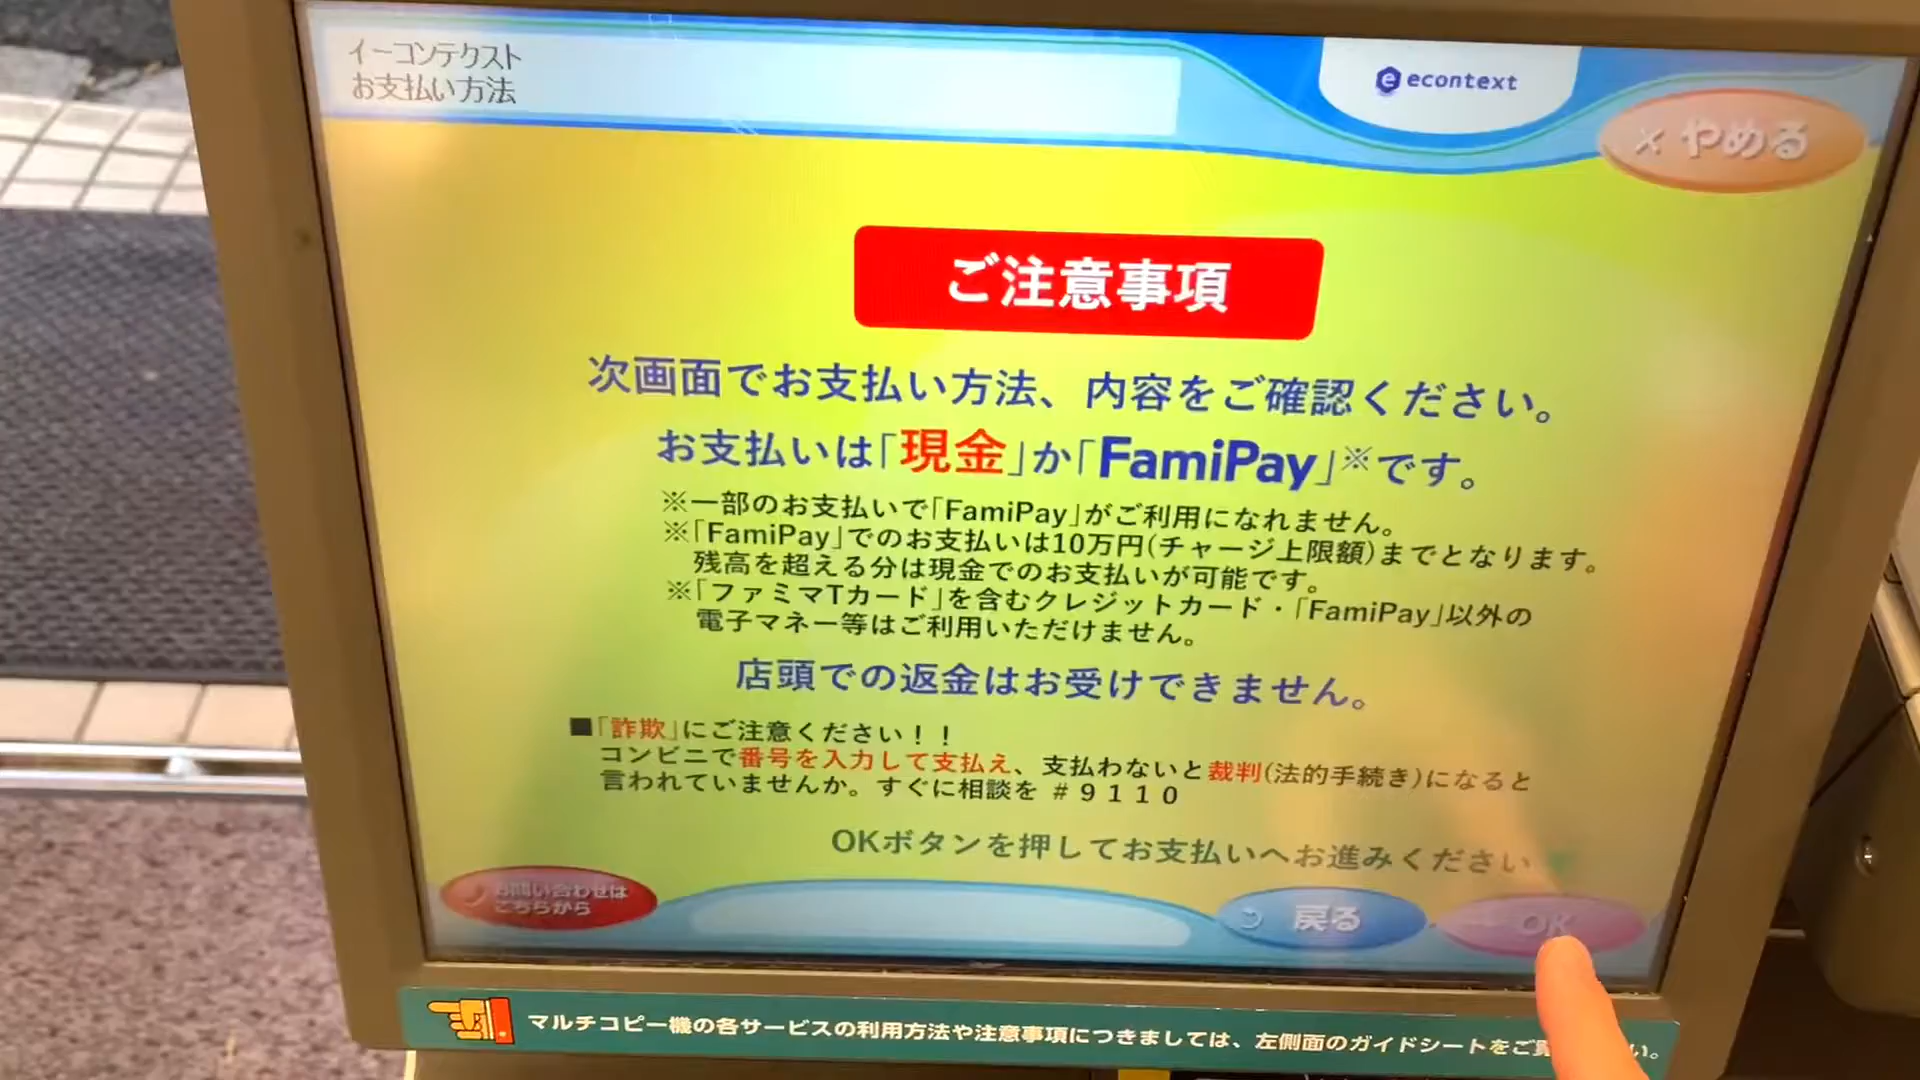 イーコンテクスト
お支払い方法
econtext
× やめる
ご注意事項
次画面でお支払い方法、内容をご確認ください。
お支払いは「現金」か「FamiPay」※です。
※一部のお支払いで「FamiPay」がご利用になれません。
※「FamiPay」でのお支払いは10万円(チャージ上限額)までとなります。
残高を超える分は現金でのお支払いが可能です。
※「ファミマTカード」を含むクレジットカード・「FamiPay」以外の
電子マネー等はご利用いただけません。
店頭での返金はお受けできません。
■「詐欺」にご注意ください！！
コンビニで番号を入力して支払え、支払わないと裁判(法的手続き)になると
言われていませんか。すぐに相談を ＃９１１０
OKボタンを押してお支払いへお進みください
お問い合わせは
こちらから
戻る
OK
マルチコピー機の各サービスの利用方法や注意事項につきましては、左側面のガイドシートをご い。